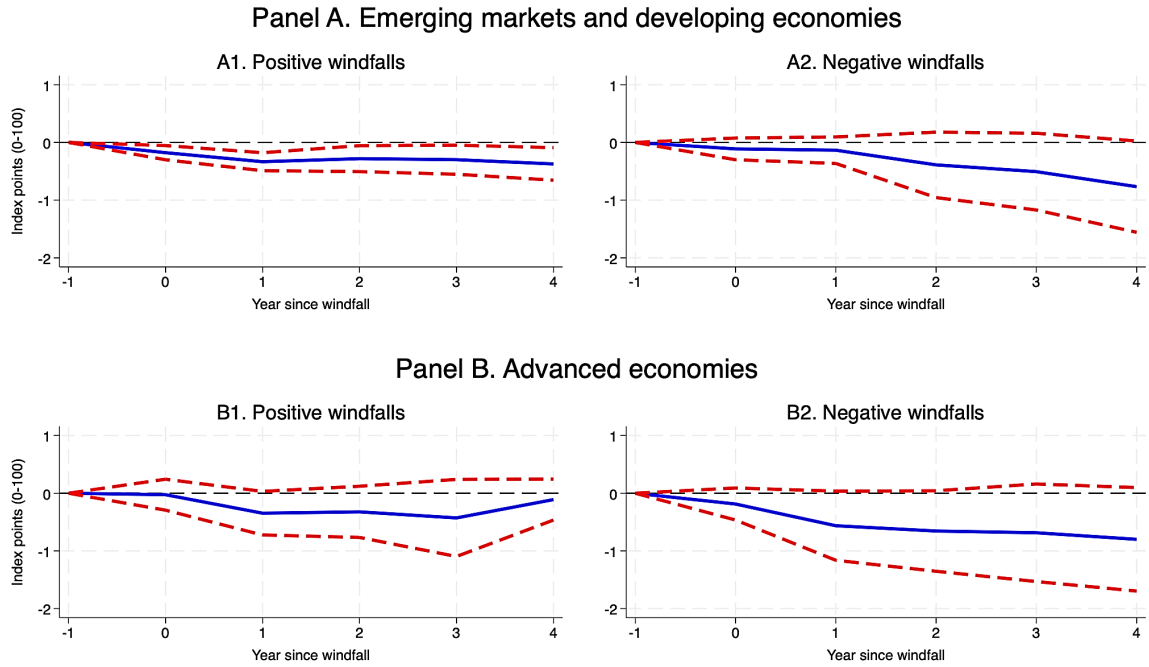 Panel A. Emerging markets and developing economies
A1. Positive windfalls
Index points (0-100)
1
0
-1
-2
-1 0 1 2 3 4
Year since windfall
A2. Negative windfalls
1
0
-1
-2
-1 0 1 2 3 4
Year since windfall
Panel B. Advanced economies
B1. Positive windfalls
Index points (0-100)
1
0
-1
-2
-1 0 1 2 3 4
Year since windfall
B2. Negative windfalls
1
0
-1
-2
-1 0 1 2 3 4
Year since windfall